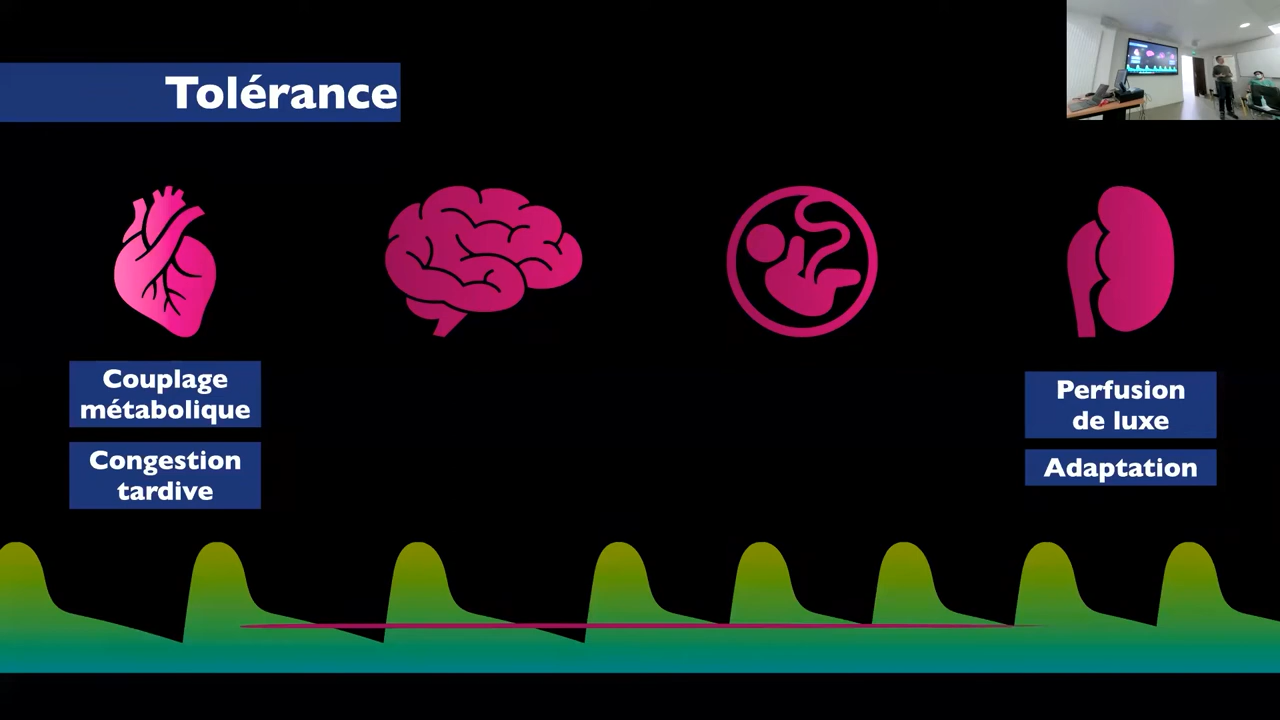 Tolérance
Couplage
métabolique
Congestion
tardive
Perfusion
de luxe
Adaptation